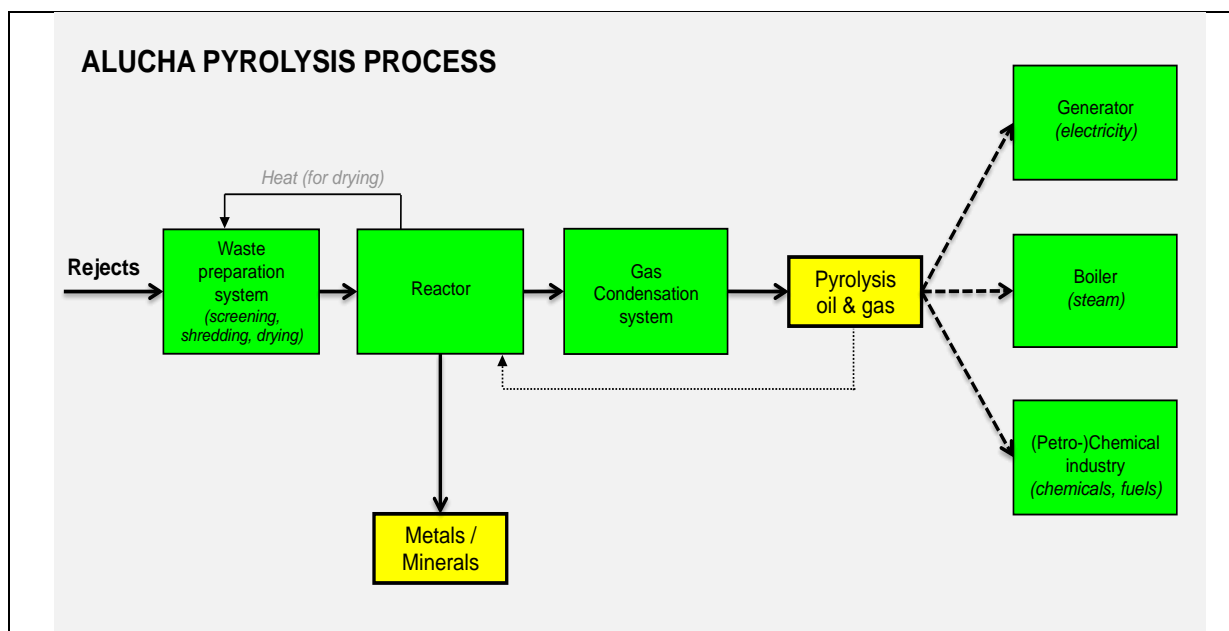 ALUCHA PYROLYSIS PROCESS
Generator
(electricity)
Heat (for drying)
Rejects
Waste
preparation
system
(screening,
shredding, drying)
Reactor
Gas
Condensation
system
Pyrolysis
oil & gas
Boiler
(steam)
(Petro-)Chemical
industry
(chemicals, fuels)
Metals /
Minerals